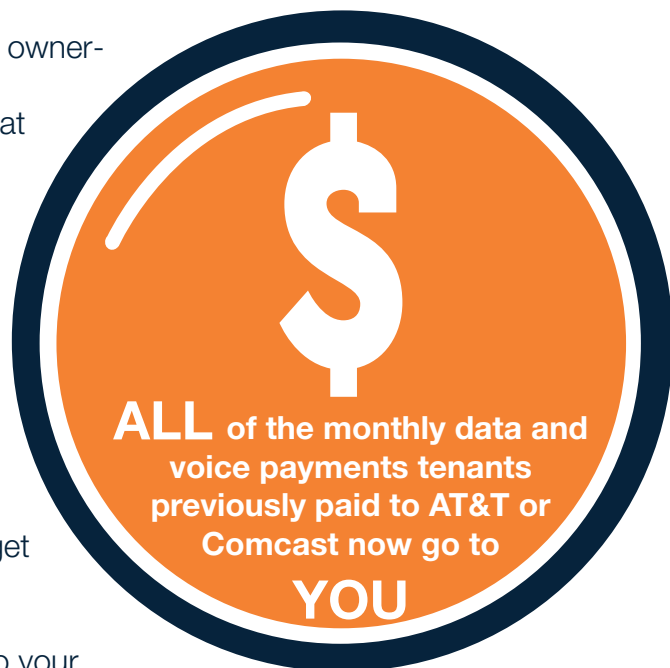 owner-
at
$
ALL of the monthly data and
voice payments tenants
previously paid to AT&T or
Comcast now go to
YOU
get
your